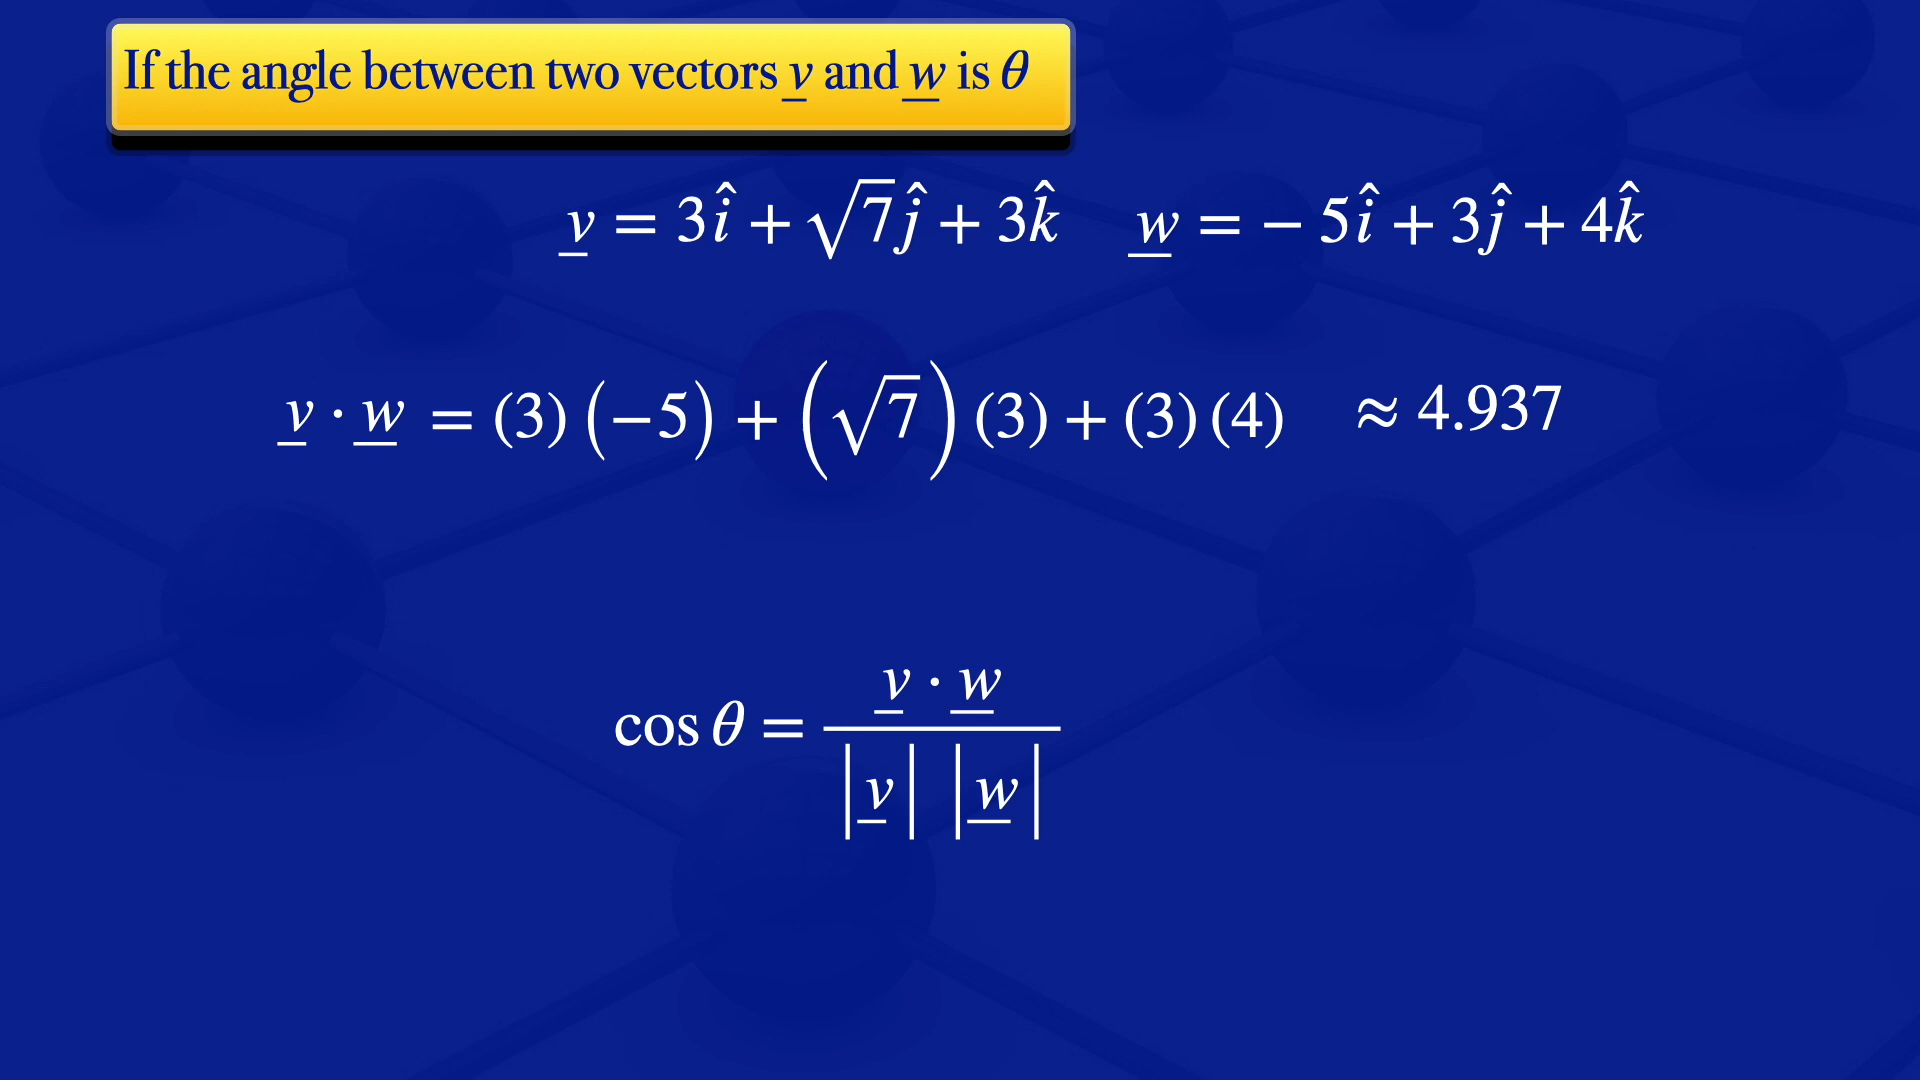 If the angle between two vectors v and w is θ
v = 3î + √7ĵ + 3k̂ w = – 5î + 3ĵ + 4k̂
v · w = (3) (−5) + (√7) (3) + (3) (4) ≈ 4.937
cos θ = v · w / |v| |w|